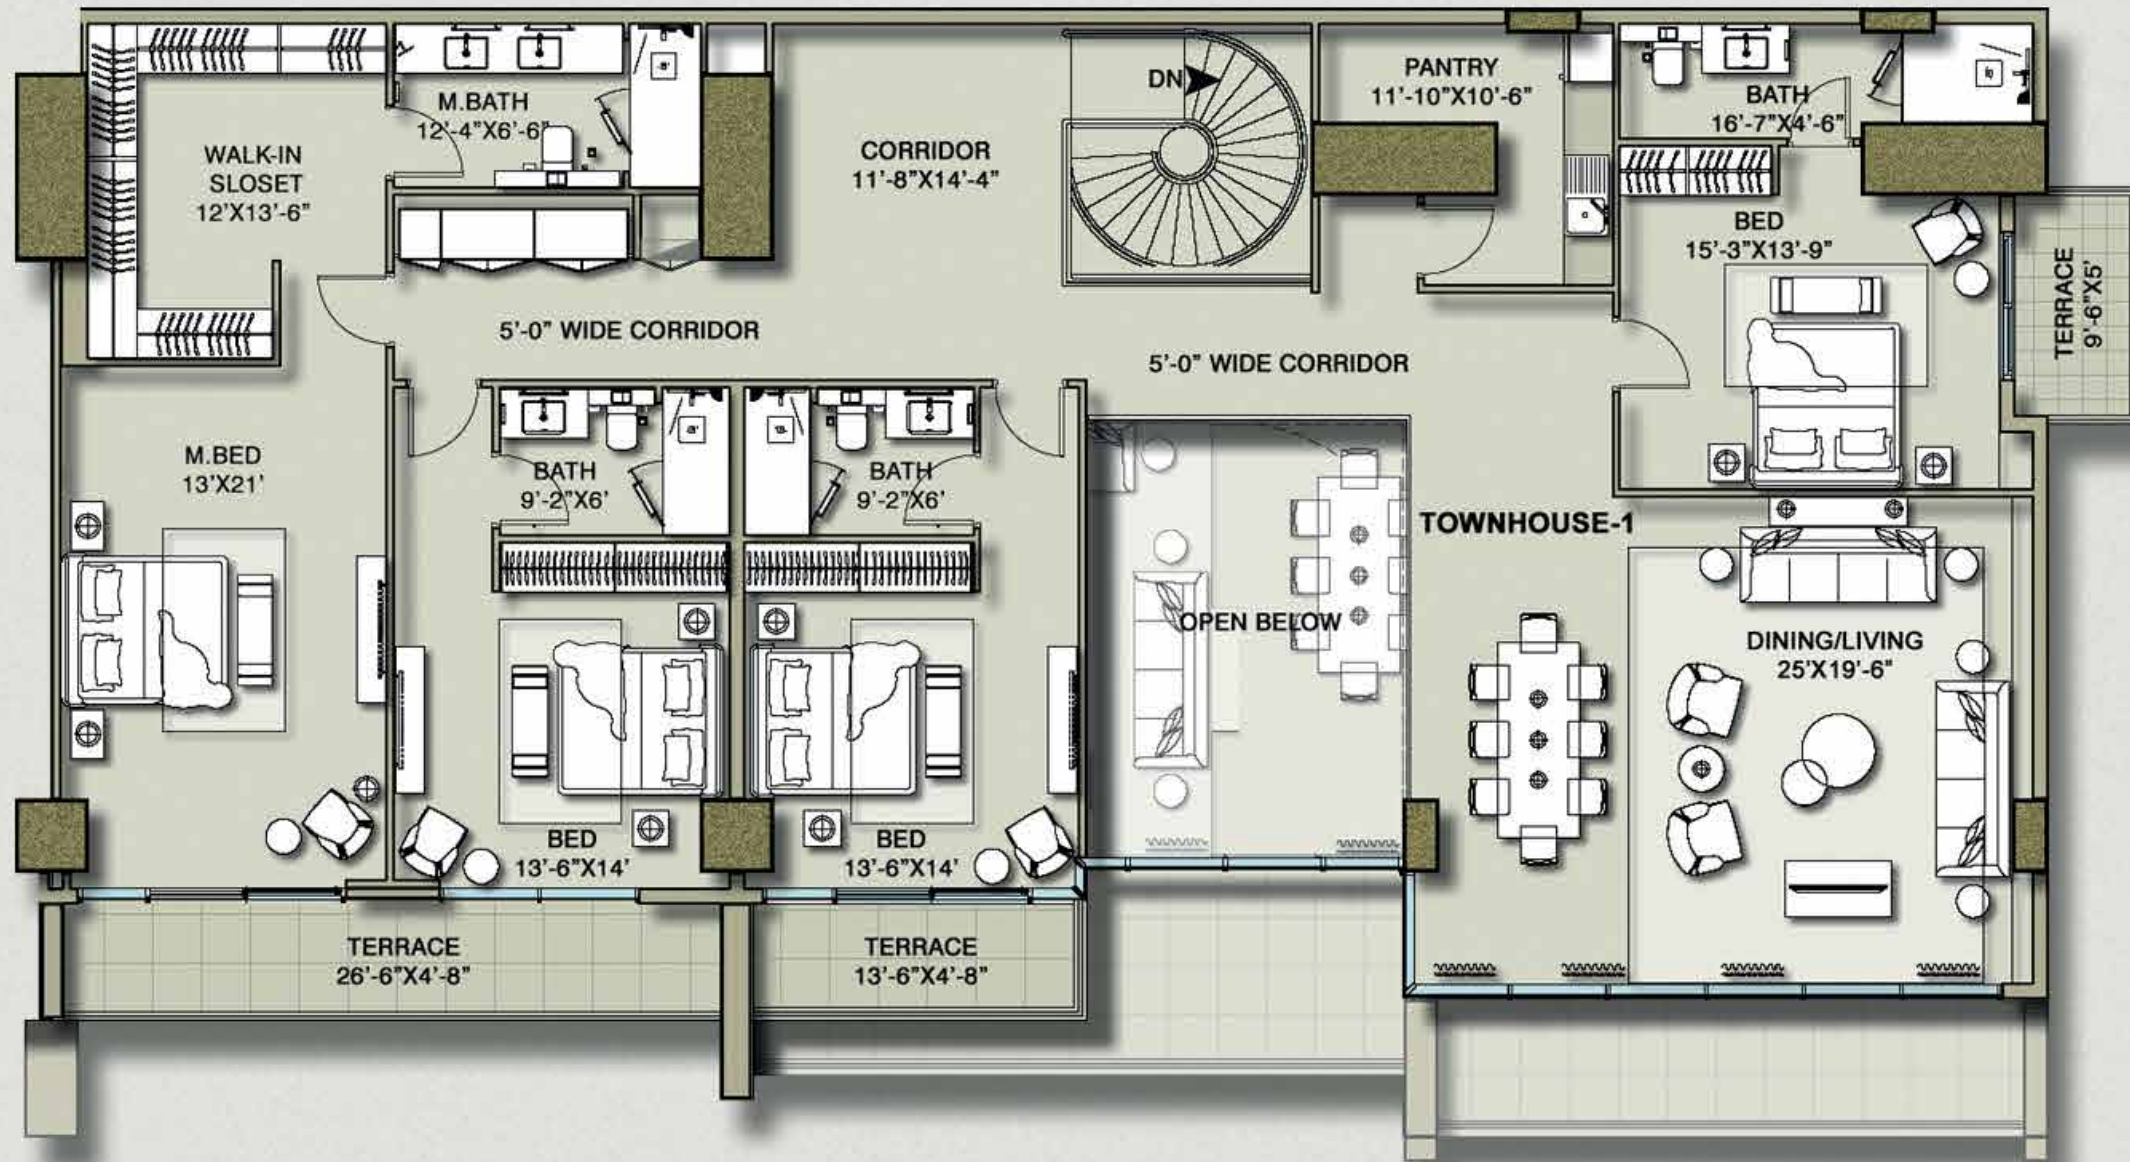 WALK-IN
SLOSET
12'X13'-6"
M.BATH
12'-4"X6'-6"
CORRIDOR
11'-8"X14'-4"
DN
PANTRY
11'-10"X10'-6"
BATH
16'-7"X4'-6"
BED
15'-3"X13'-9"
TERRACE
9'-6"X5'
5'-0" WIDE CORRIDOR
5'-0" WIDE CORRIDOR
M.BED
13'X21'
BATH
9'-2"X6'
BATH
9'-2"X6'
TOWNHOUSE-1
OPEN BELOW
DINING/LIVING
25'X19'-6"
BED
13'-6"X14'
BED
13'-6"X14'
TERRACE
26'-6"X4'-8"
TERRACE
13'-6"X4'-8"